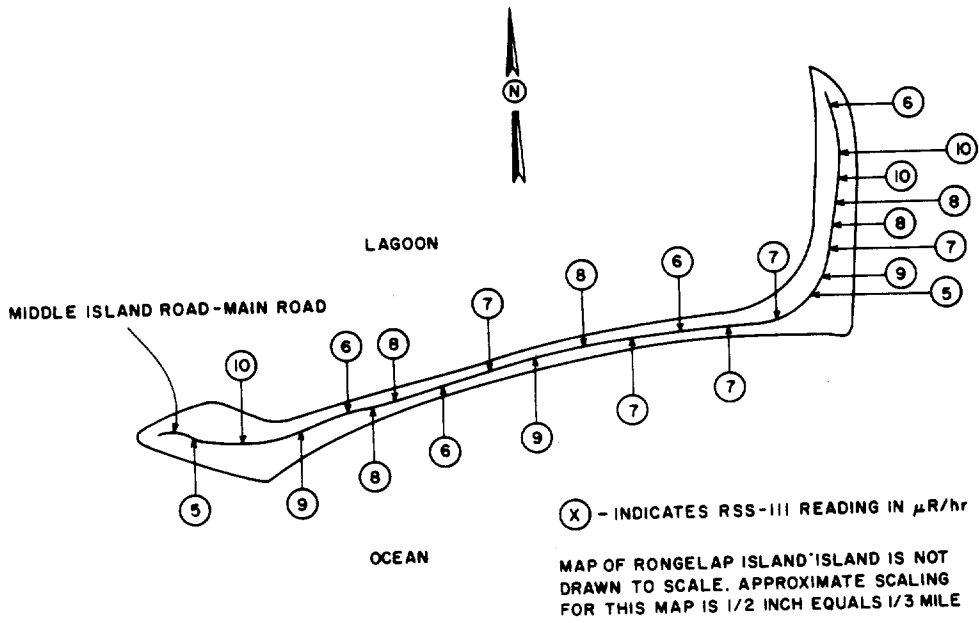 N
6
10
10
8
LAGOON
8
7
8
7
6
9
7
5
MIDDLE ISLAND ROAD-MAIN ROAD
6
8
10
7
7
9
6
8
9
5
X - INDICATES RSS-III READING IN µR/hr
OCEAN
MAP OF RONGELAP ISLAND'ISLAND IS NOT
DRAWN TO SCALE. APPROXIMATE SCALING
FOR THIS MAP IS 1/2 INCH EQUALS 1/3 MILE